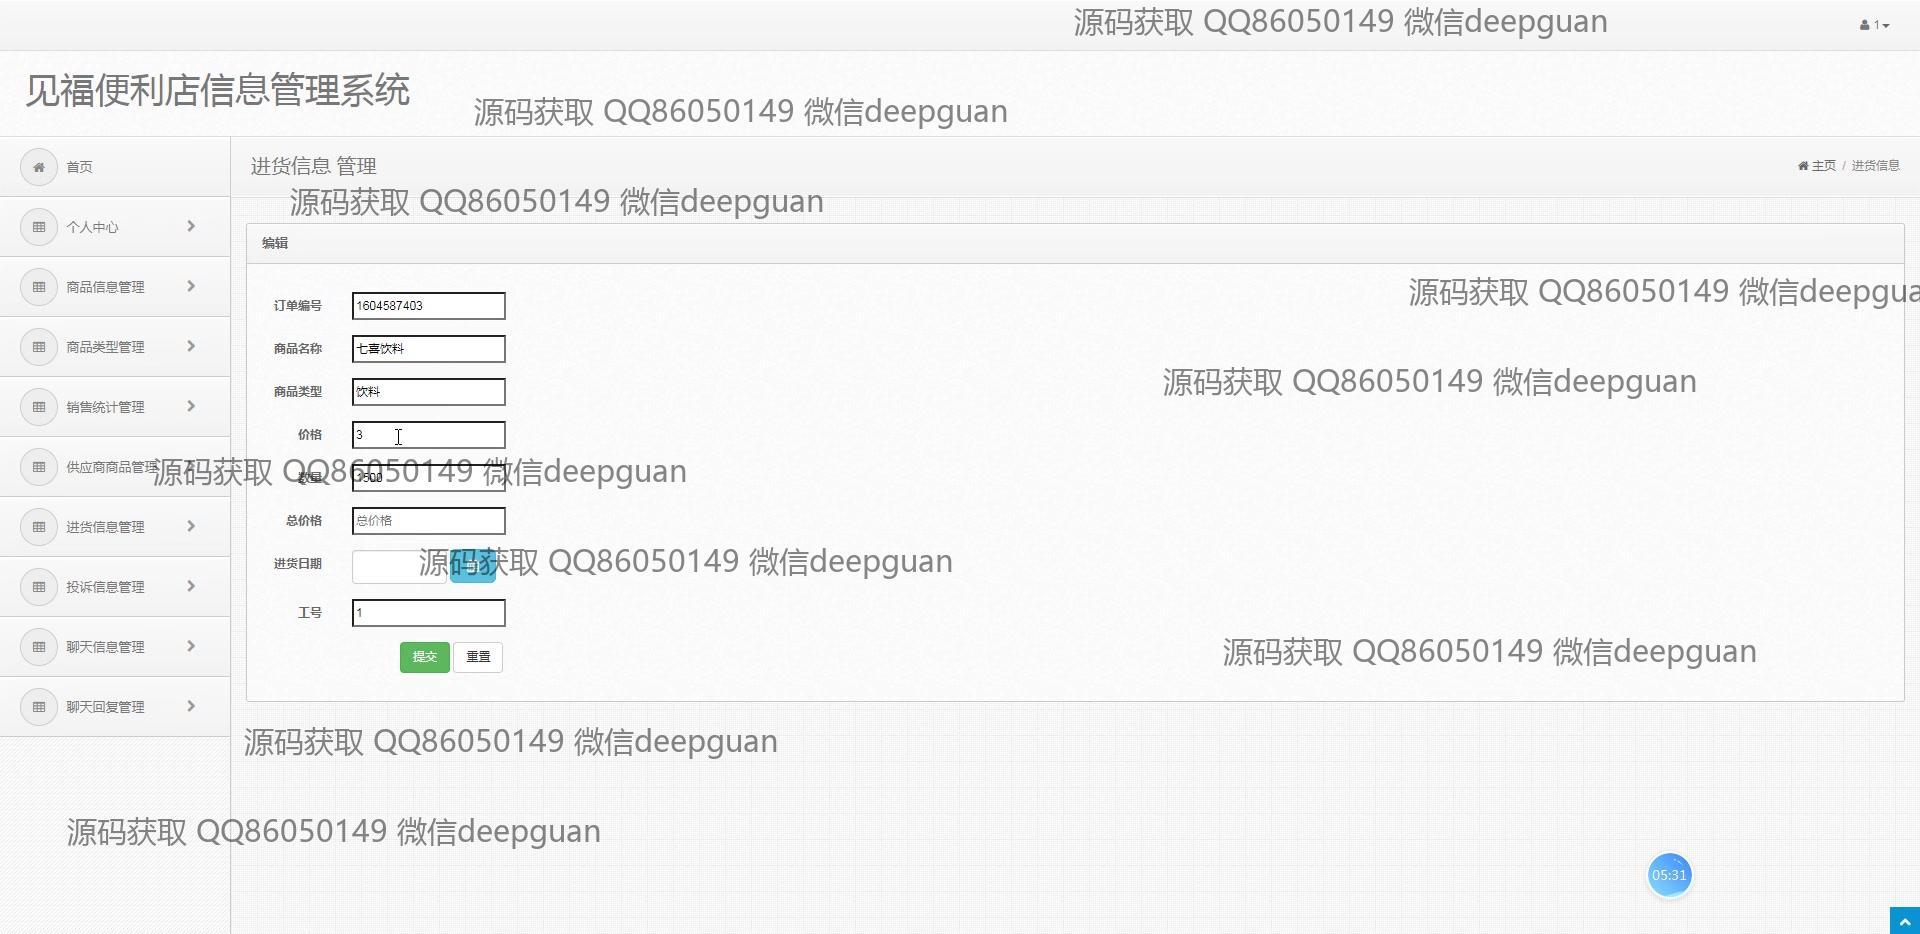 源码获取 QQ86050149 微信deepguan
1
见福便利店信息管理系统
源码获取 QQ86050149 微信deepguan
首页
进货信息 管理
主页 / 进货信息
源码获取 QQ86050149 微信deepguan
个人中心
编辑
商品信息管理
源码获取 QQ86050149 微信deepgua
订单编号 1604587403
商品类型管理
商品名称 七喜饮料
源码获取 QQ86050149 微信deepguan
商品类型 饮料
销售统计管理
价格 3
供应商商品管理
源码获取 QQ86050149 微信deepguan
数量
总价格 总价格
进货信息管理
源码获取 QQ86050149 微信deepguan
进货日期
投诉信息管理
工号 1
聊天信息管理
提交 重置
源码获取 QQ86050149 微信deepguan
聊天回复管理
源码获取 QQ86050149 微信deepguan
源码获取 QQ86050149 微信deepguan
05:31